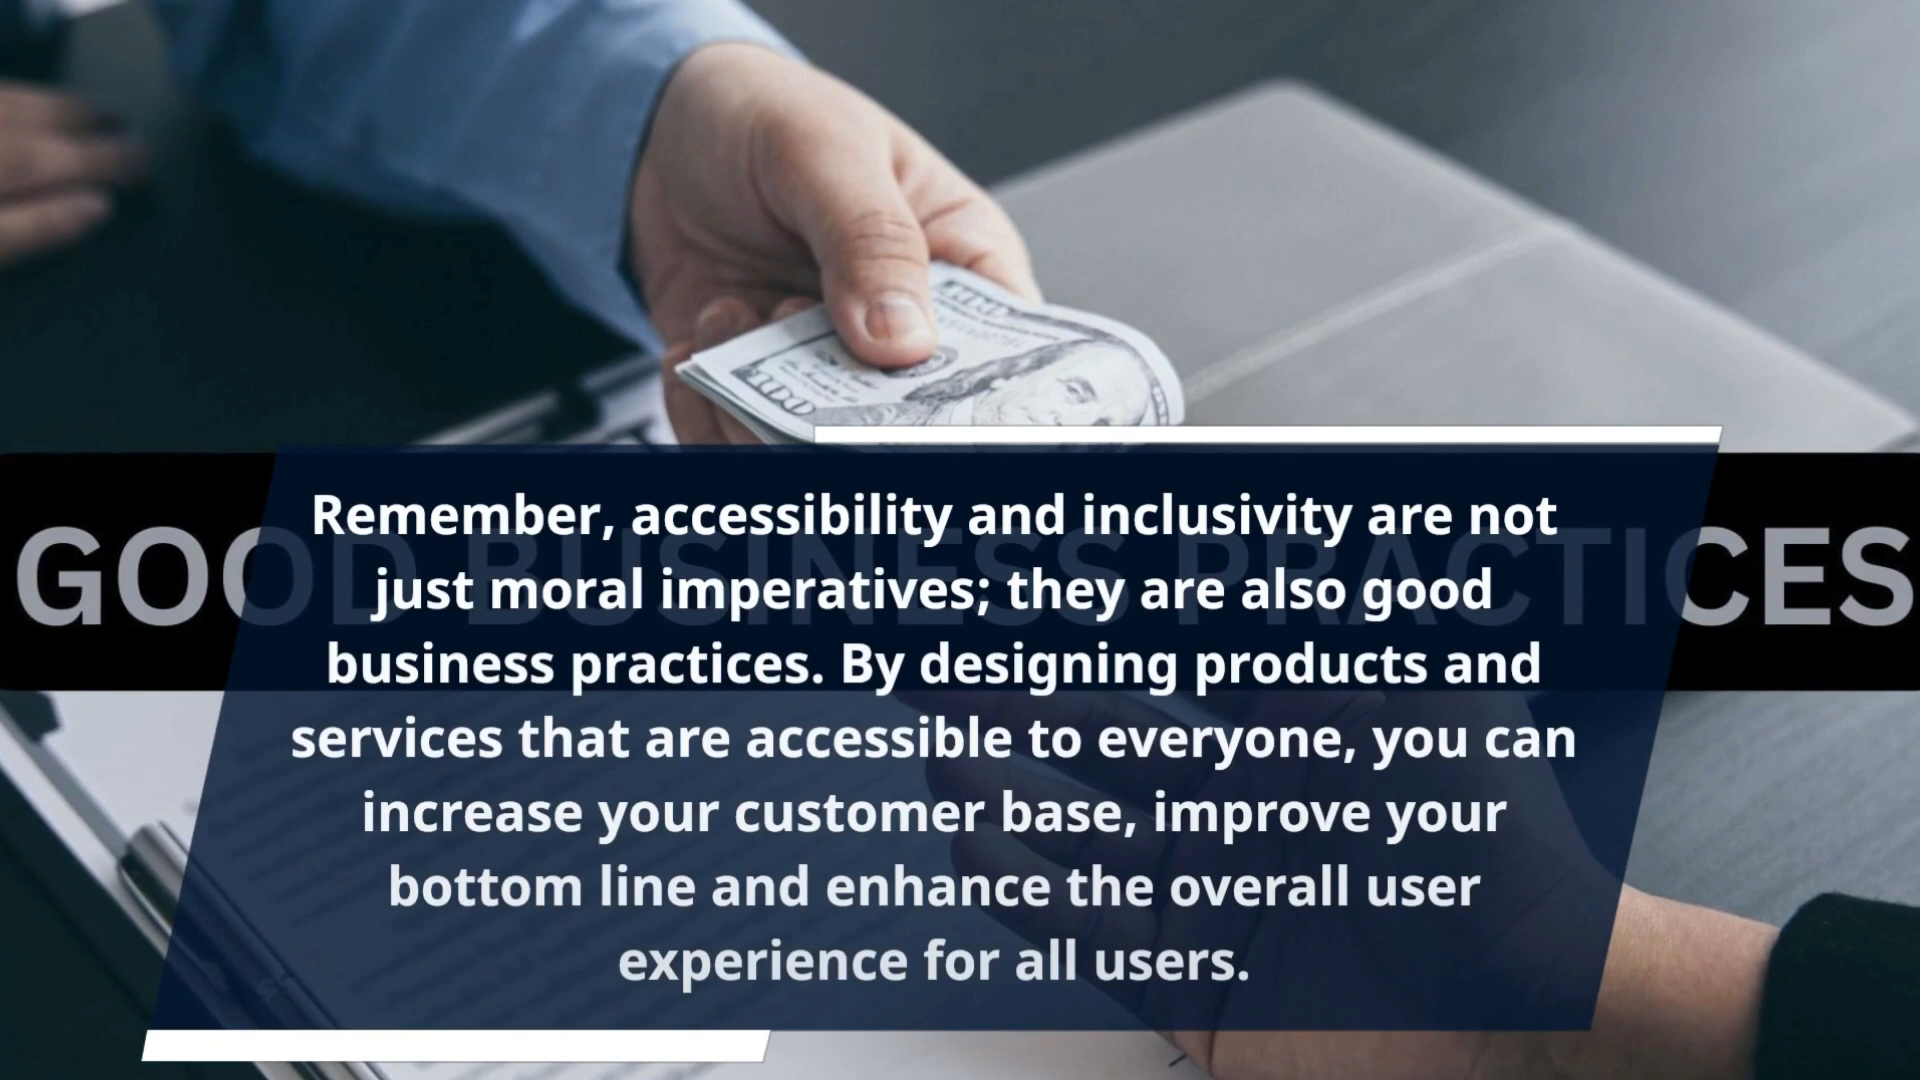 GOOD BUSINESS PRACTICES
Remember, accessibility and inclusivity are not
just moral imperatives; they are also good
business practices. By designing products and
services that are accessible to everyone, you can
increase your customer base, improve your
bottom line and enhance the overall user
experience for all users.